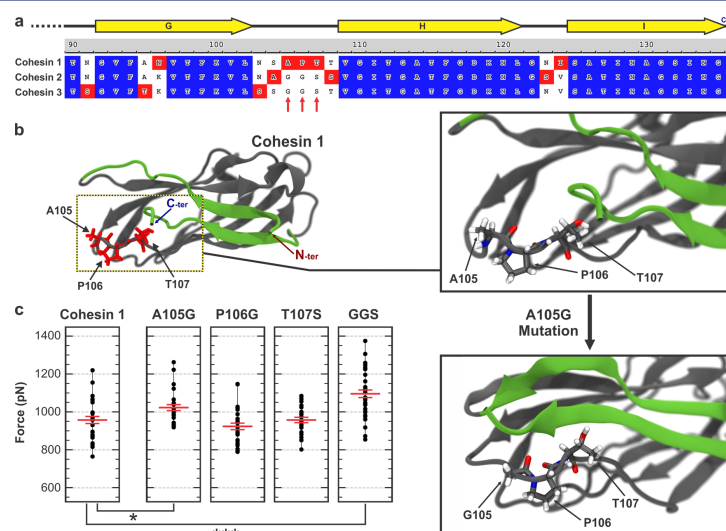 a
G H I C
90 100 110 120 130
Cohesin 1 T N G V F A N V T F K V L N S A P T T V G I T G A T F G D K N L G N I S A T I N A G S I N G
Cohesin 2 T N G V F A K V T F K V L N S G G S S V G I T G A T F G D K N L G S V S A T I N A G S I N G
Cohesin 3 T S G V F T K V T F K V L S S G G S T V G I T G A T F G D K N L G N V S A T I N A G S I N G
b
Cohesin 1
C-ter
A105
P106
T107
N-ter
A105
P106
T107
A105G
Mutation
G105
P106
T107
c
Cohesin 1 A105G P106G T107S GGS
Force (pN)
1400
1200
1000
800
600
*
***